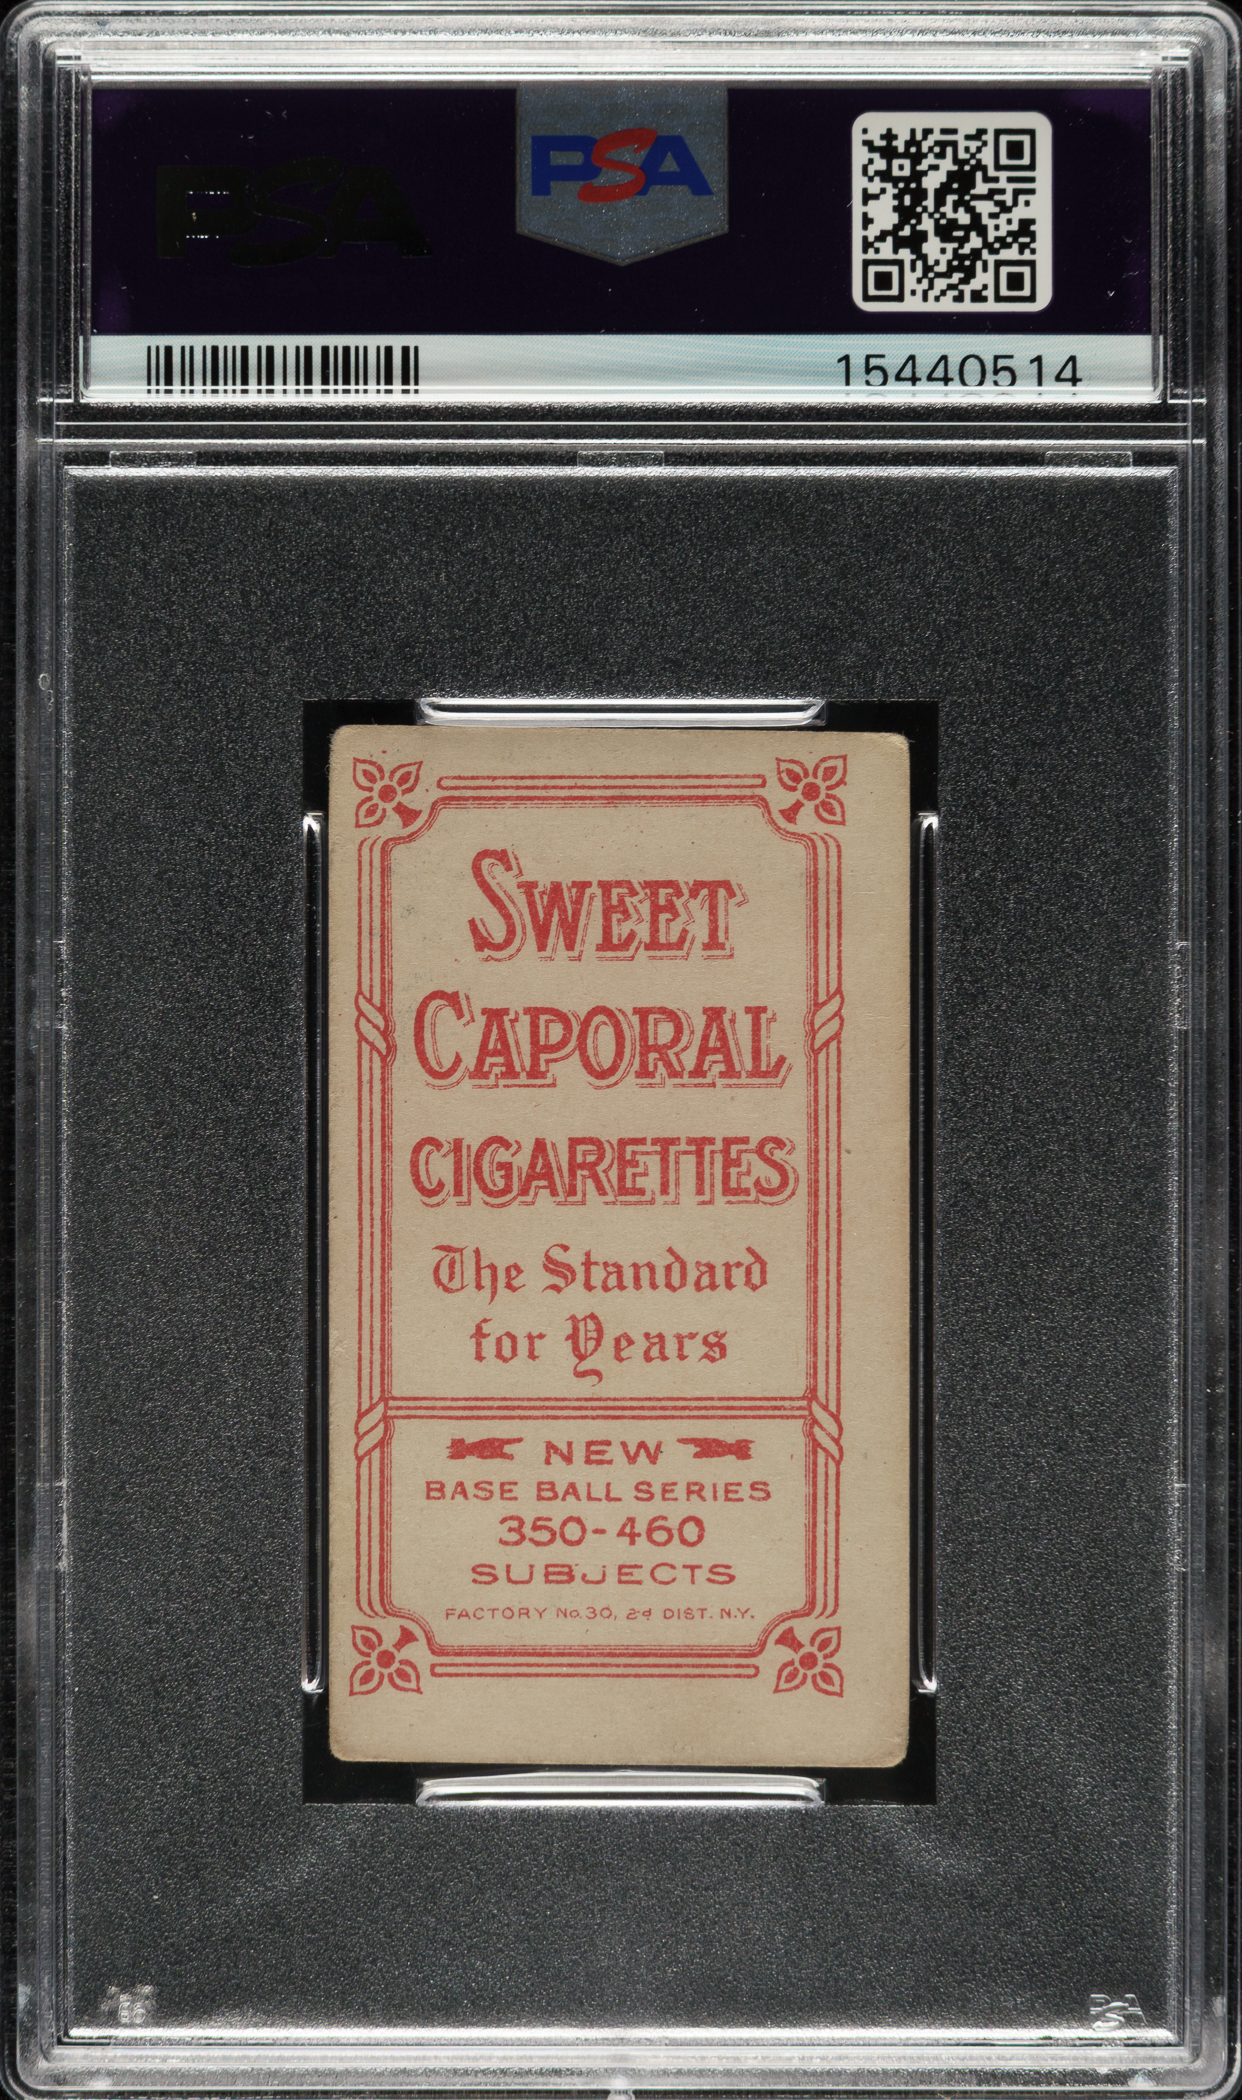 PSA
PSA
15440514
SWEET
CAPORAL
CIGARETTES
The Standard
for Years
NEW
BASE BALL SERIES
350-460
SUBJECTS
FACTORY No. 30, 2d DIST. N.Y.
PSA